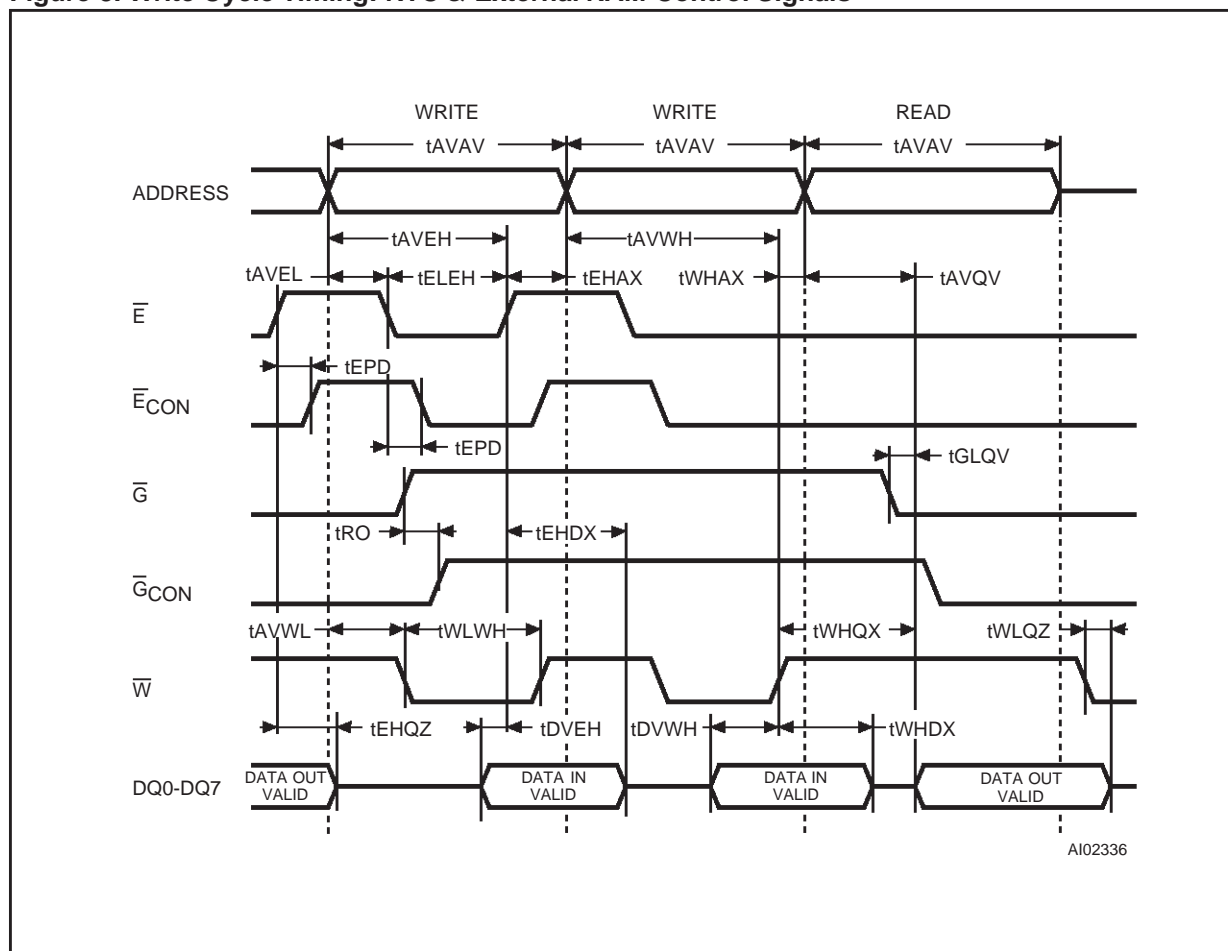 WRITE WRITE READ
tAVAV tAVAV tAVAV
ADDRESS
tAVEH tAVWH
tAVEL tELEH tEHAX tWHAX tAVQV
E
tEPD
ECON
tEPD
tGLQV
G
tRO tEHDX
GCON
tAVWL tWLWH tWHQX tWLQZ
W
tEHQZ tDVEH tDVWH tWHDX
DQ0-DQ7
DATA OUT
VALID
DATA IN
VALID
DATA IN
VALID
DATA OUT
VALID
AI02336